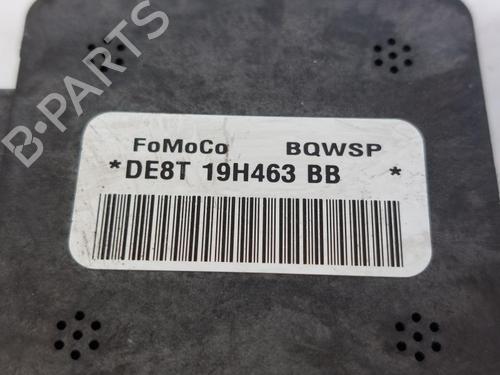 B-PARTS
FoMoCo BQWSP
*DE8T 19H463 BB *